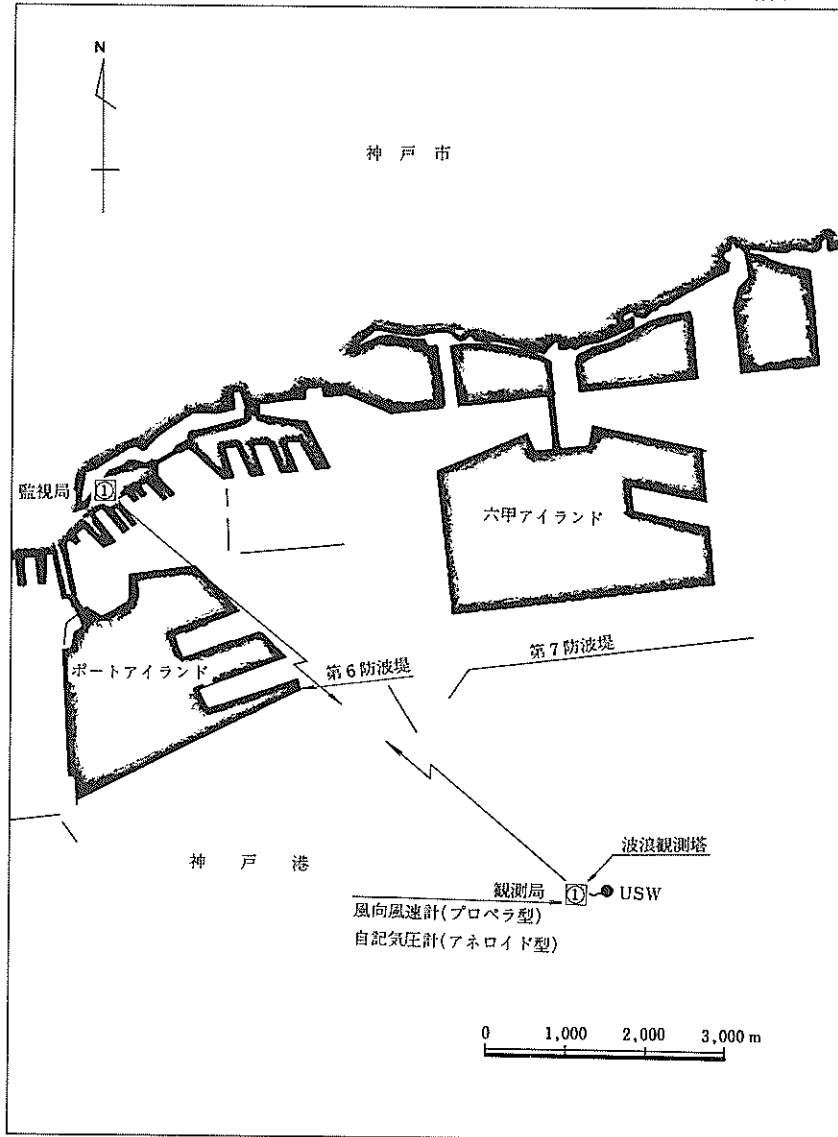 N
神戸市
監視局 ①
六甲アイランド
ポートアイランド
第6防波堤
第7防波堤
神戸港
波浪観測塔
観測局 ① USW
風向風速計(プロペラ型)
自記気圧計(アネロイド型)
0 1,000 2,000 3,000 m